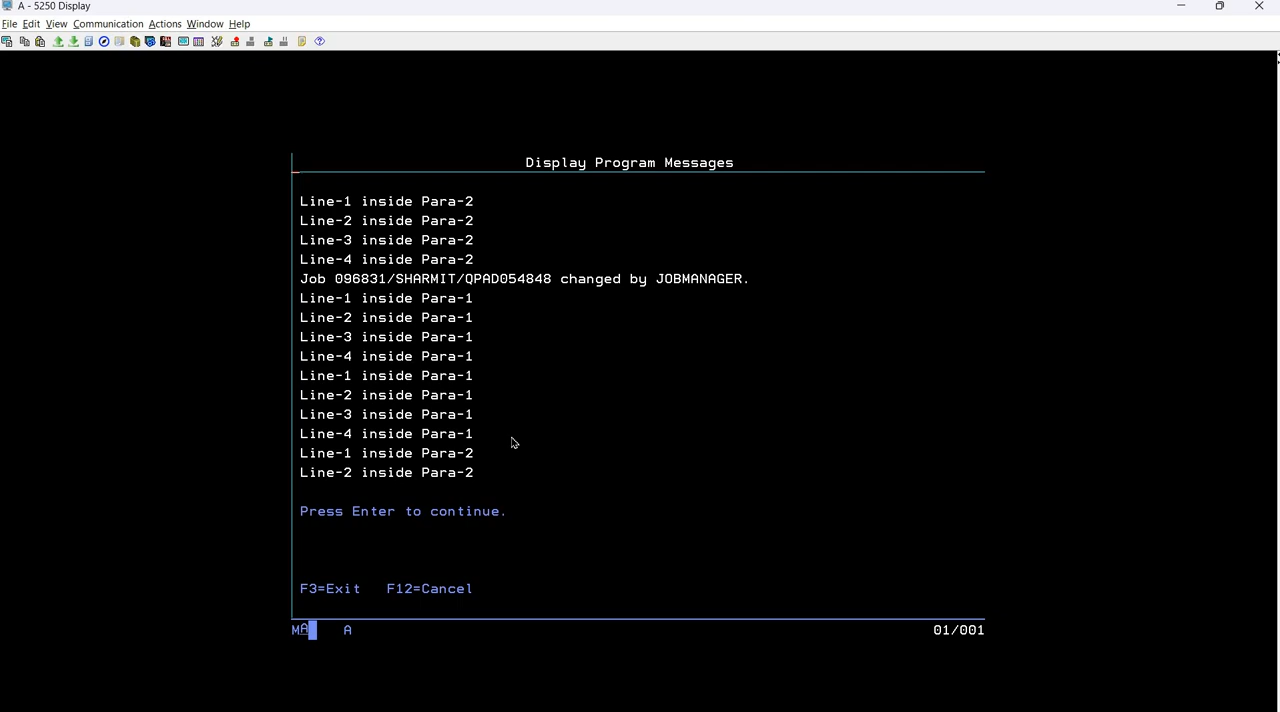 A - 5250 Display
File Edit View Communication Actions Window Help
Display Program Messages
Line-1 inside Para-2
Line-2 inside Para-2
Line-3 inside Para-2
Line-4 inside Para-2
Job 096831/SHARMIT/QPAD054848 changed by JOBMANAGER.
Line-1 inside Para-1
Line-2 inside Para-1
Line-3 inside Para-1
Line-4 inside Para-1
Line-1 inside Para-1
Line-2 inside Para-1
Line-3 inside Para-1
Line-4 inside Para-1
Line-1 inside Para-2
Line-2 inside Para-2
Press Enter to continue.
F3=Exit F12=Cancel
MA A 01/001